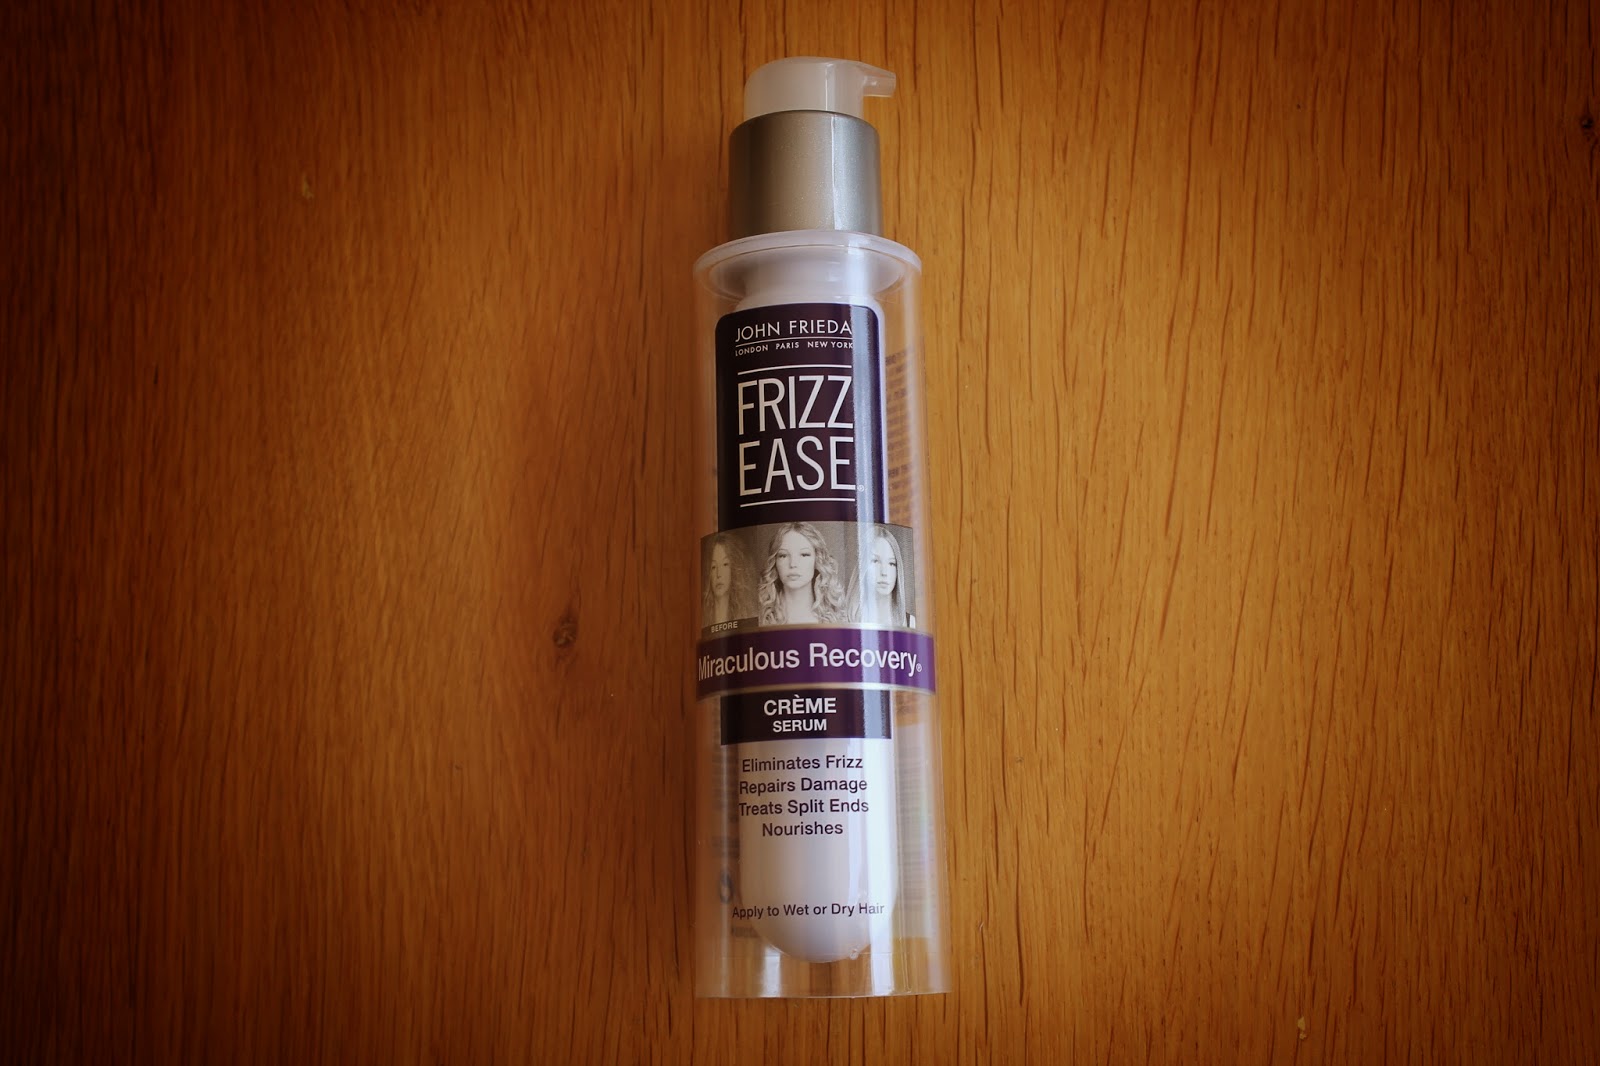 JOHN FRIEDA
LONDON PARIS NEW YORK
FRIZZ
EASE®
BEFORE
Miraculous Recovery®
CRÈME
SERUM
Eliminates Frizz
Repairs Damage
Treats Split Ends
Nourishes
Apply to Wet or Dry Hair